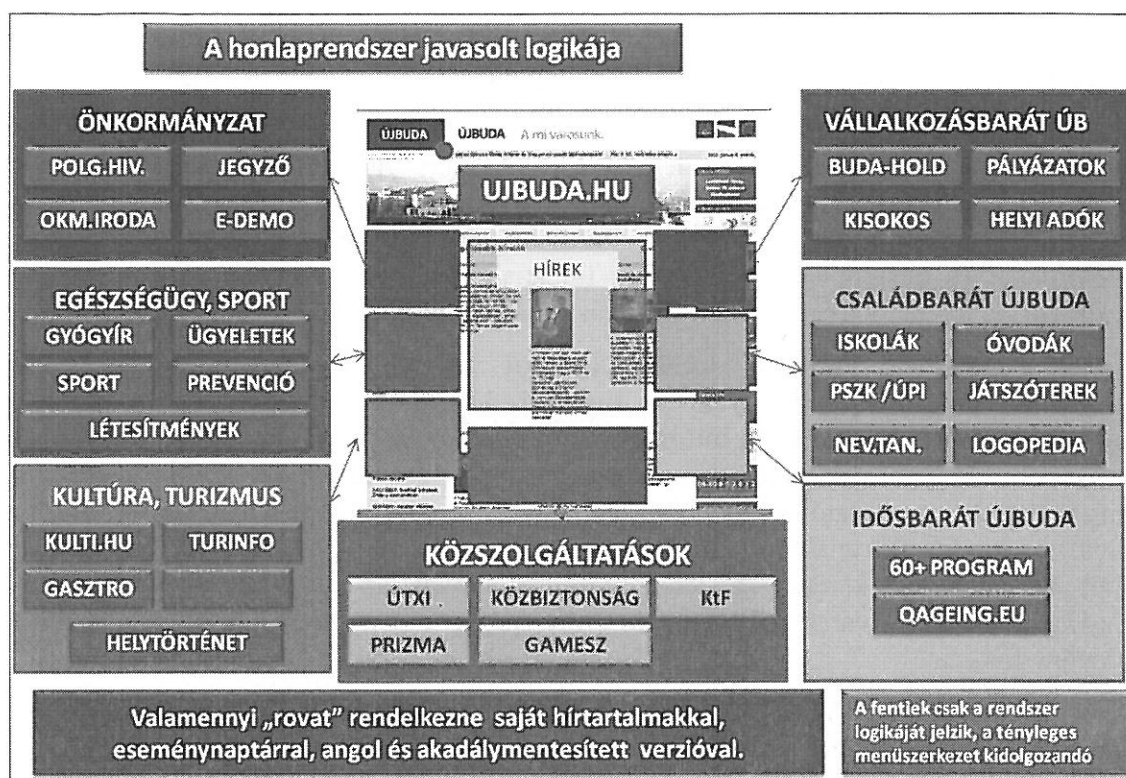 A honlaprendszer javasolt logikája
ÖNKORMÁNYZAT
POLG.HIV.
JEGYZŐ
OKM.IRODA
E-DEMO
EGÉSZSÉGÜGY, SPORT
GYÓGYÍR
ÜGYELETEK
SPORT
PREVENCIÓ
LÉTESÍTMÉNYEK
KULTÚRA, TURIZMUS
KULTI.HU
TURINFO
GASZTRO
HELYTÖRTÉNET
ÚJBUDA
ÚJBUDA A mi városunk.
UJBUDA.HU
HÍREK
KÖZSZOLGÁLTATÁSOK
ÚTXI .
KÖZBIZTONSÁG
KtF
PRIZMA
GAMESZ
VÁLLALKOZÁSBARÁT ÚB
BUDA-HOLD
PÁLYÁZATOK
KISOKOS
HELYI ADÓK
CSALÁDBARÁT ÚJBUDA
ISKOLÁK
ÓVODÁK
PSZK /ÚPI
JÁTSZÓTEREK
NEV.TAN.
LOGOPEDIA
IDŐSBARÁT ÚJBUDA
60+ PROGRAM
QAGEING.EU
Valamennyi „rovat” rendelkezne saját hírtartalmakkal,
eseménynaptárral, angol és akadálymentesített verzióval.
A fentiek csak a rendszer
logikáját jelzik, a tényleges
menüszerkezet kidolgozandó